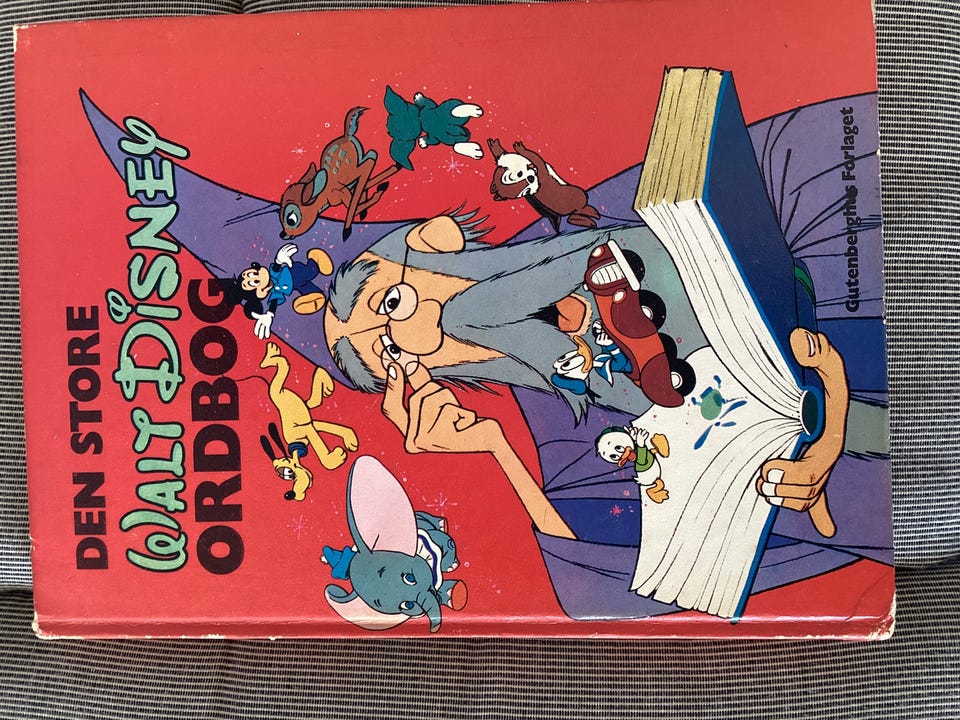 DEN STORE
WALT DISNEY
ORDBOG
Gutenberghus Forlaget